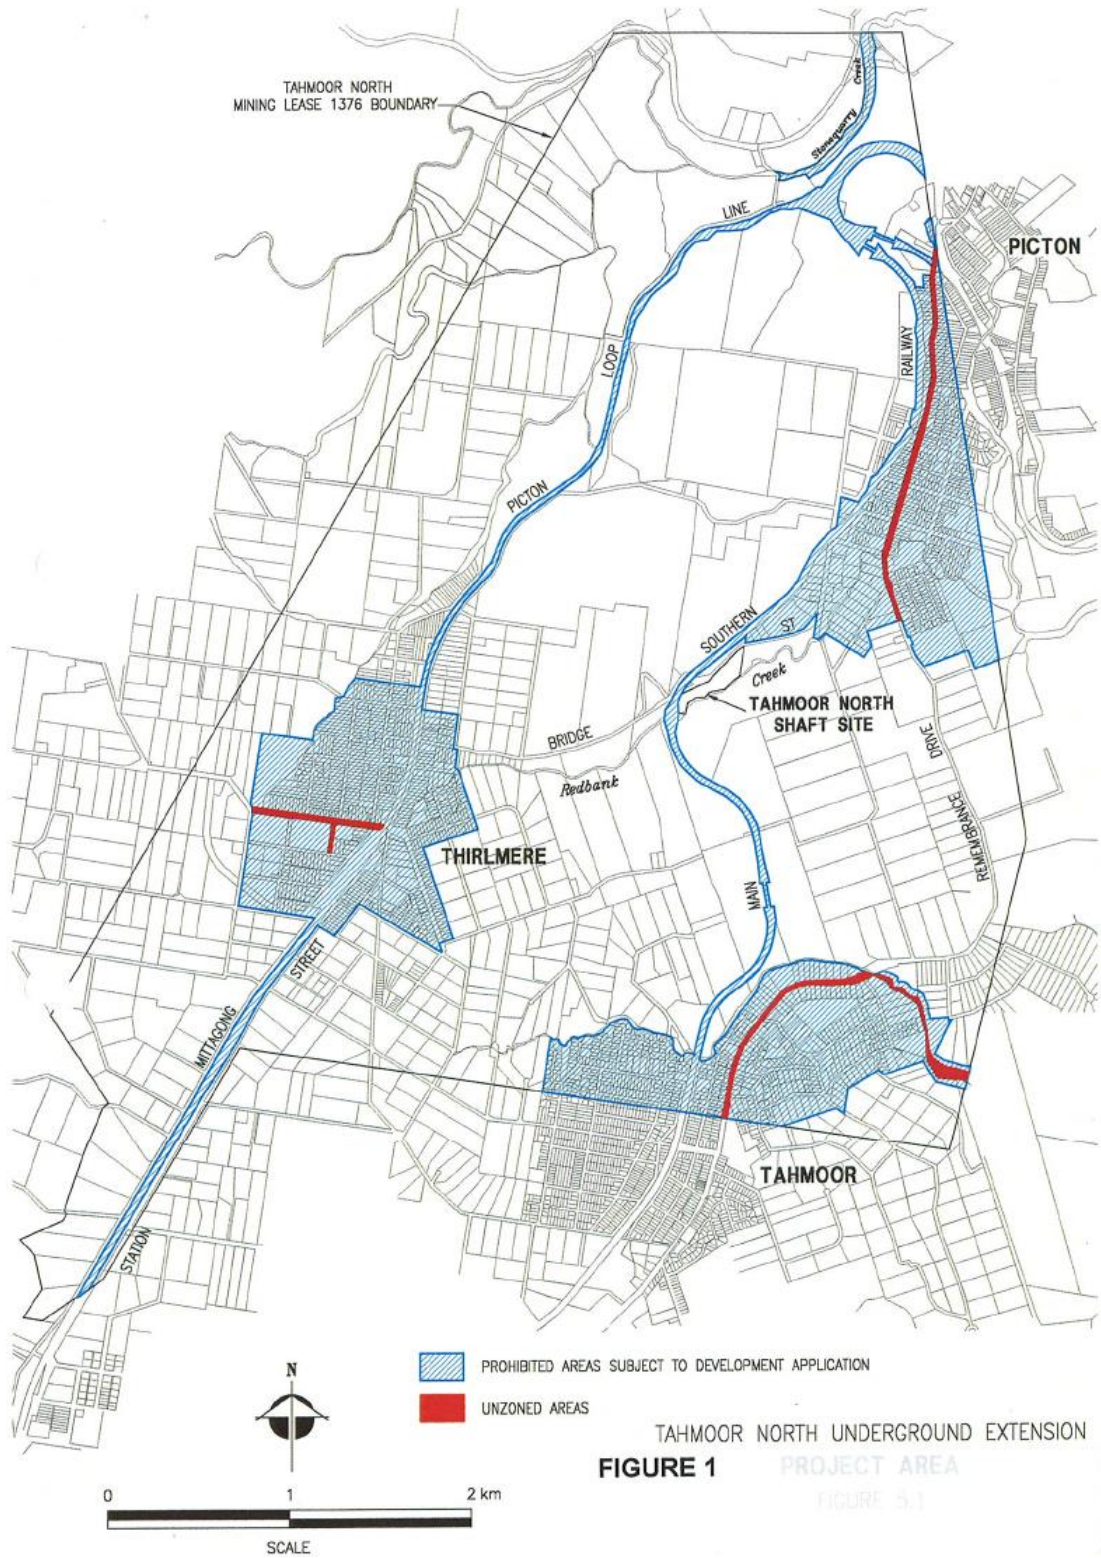 TAHMOOR NORTH
MINING LEASE 1376 BOUNDARY
Creek
Stonequarry
LINE
PICTON
RAILWAY
LOOP
PICTON
SOUTHERN
ST
Creek
TAHMOOR NORTH
SHAFT SITE
BRIDGE
Redbank
DRIVE
REMEMBRANCE
THIRLMERE
MAIN
STREET
MITTAGONG
TAHMOOR
STATION
N
PROHIBITED AREAS SUBJECT TO DEVELOPMENT APPLICATION
UNZONED AREAS
TAHMOOR NORTH UNDERGROUND EXTENSION
FIGURE 1
PROJECT AREA
FIGURE 5.1
0 1 2 km
SCALE